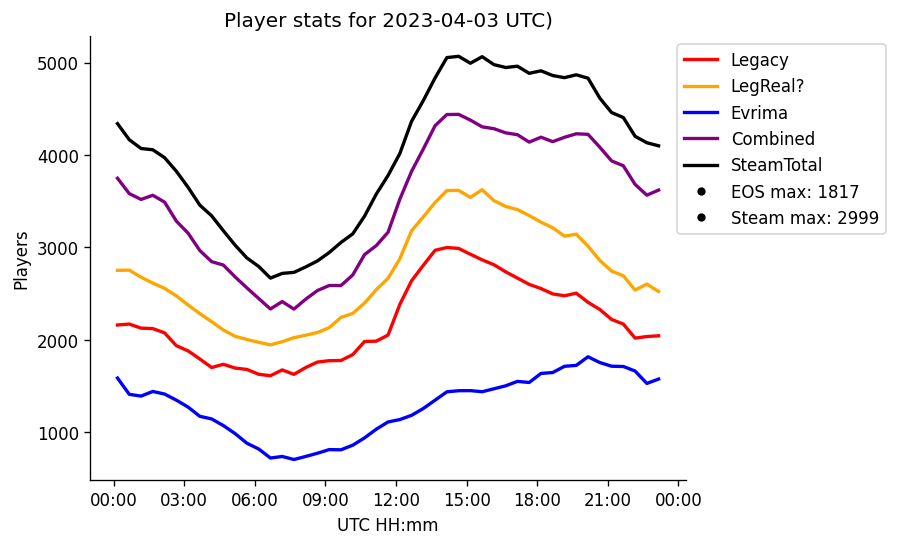 Player stats for 2023-04-03 UTC)
Players
5000
4000
3000
2000
1000
00:00 03:00 06:00 09:00 12:00 15:00 18:00 21:00 00:00
UTC HH:mm
Legacy
LegReal?
Evrima
Combined
SteamTotal
EOS max: 1817
Steam max: 2999